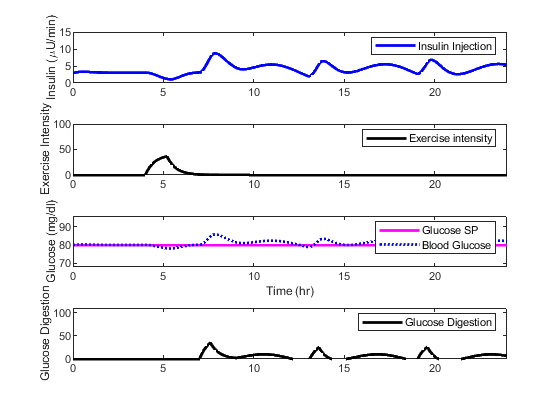 Insulin (μU/min)
15
10
5
0
Insulin Injection
0 5 10 15 20
Exercise Intensity
100
50
0
Exercise intensity
0 5 10 15 20
Glucose (mg/dl)
90
80
70
Glucose SP
Blood Glucose
0 5 10 15 20
Time (hr)
Glucose Digestion
100
50
0
Glucose Digestion
0 5 10 15 20